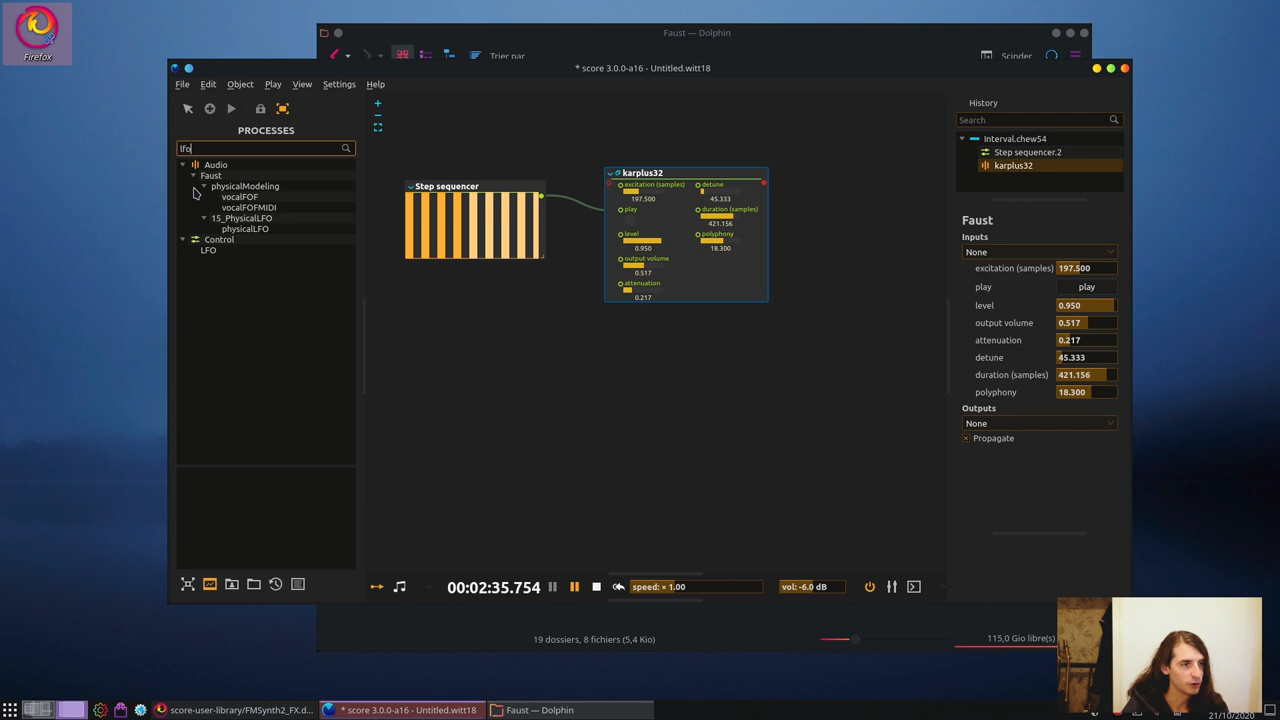 Firefox
Faust — Dolphin
Trier par
Scinder
* score 3.0.0-a16 - Untitled.witt18
File Edit Object Play View Settings Help
PROCESSES
lfo
Audio
Faust
physicalModeling
vocalFOF
vocalFOFMIDI
15_PhysicalLFO
physicalLFO
Control
LFO
Step sequencer
karplus32
excitation (samples)
197.500
detune
45.333
play
duration (samples)
421.156
level
0.950
polyphony
18.300
output volume
0.517
attenuation
0.217
History
Search
Interval.chew54
Step sequencer.2
karplus32
Faust
Inputs
None
excitation (samples) 197.500
play play
level 0.950
output volume 0.517
attenuation 0.217
detune 45.333
duration (samples) 421.156
polyphony 18.300
Outputs
None
Propagate
00:02:35.754
speed: × 1.00
vol: -6.0 dB
19 dossiers, 8 fichiers (5,4 Kio)
115,0 Gio libre(s)
score-user-library/FMSynth2_FX.d...
* score 3.0.0-a16 - Untitled.witt18
Faust — Dolphin
21/10/2020